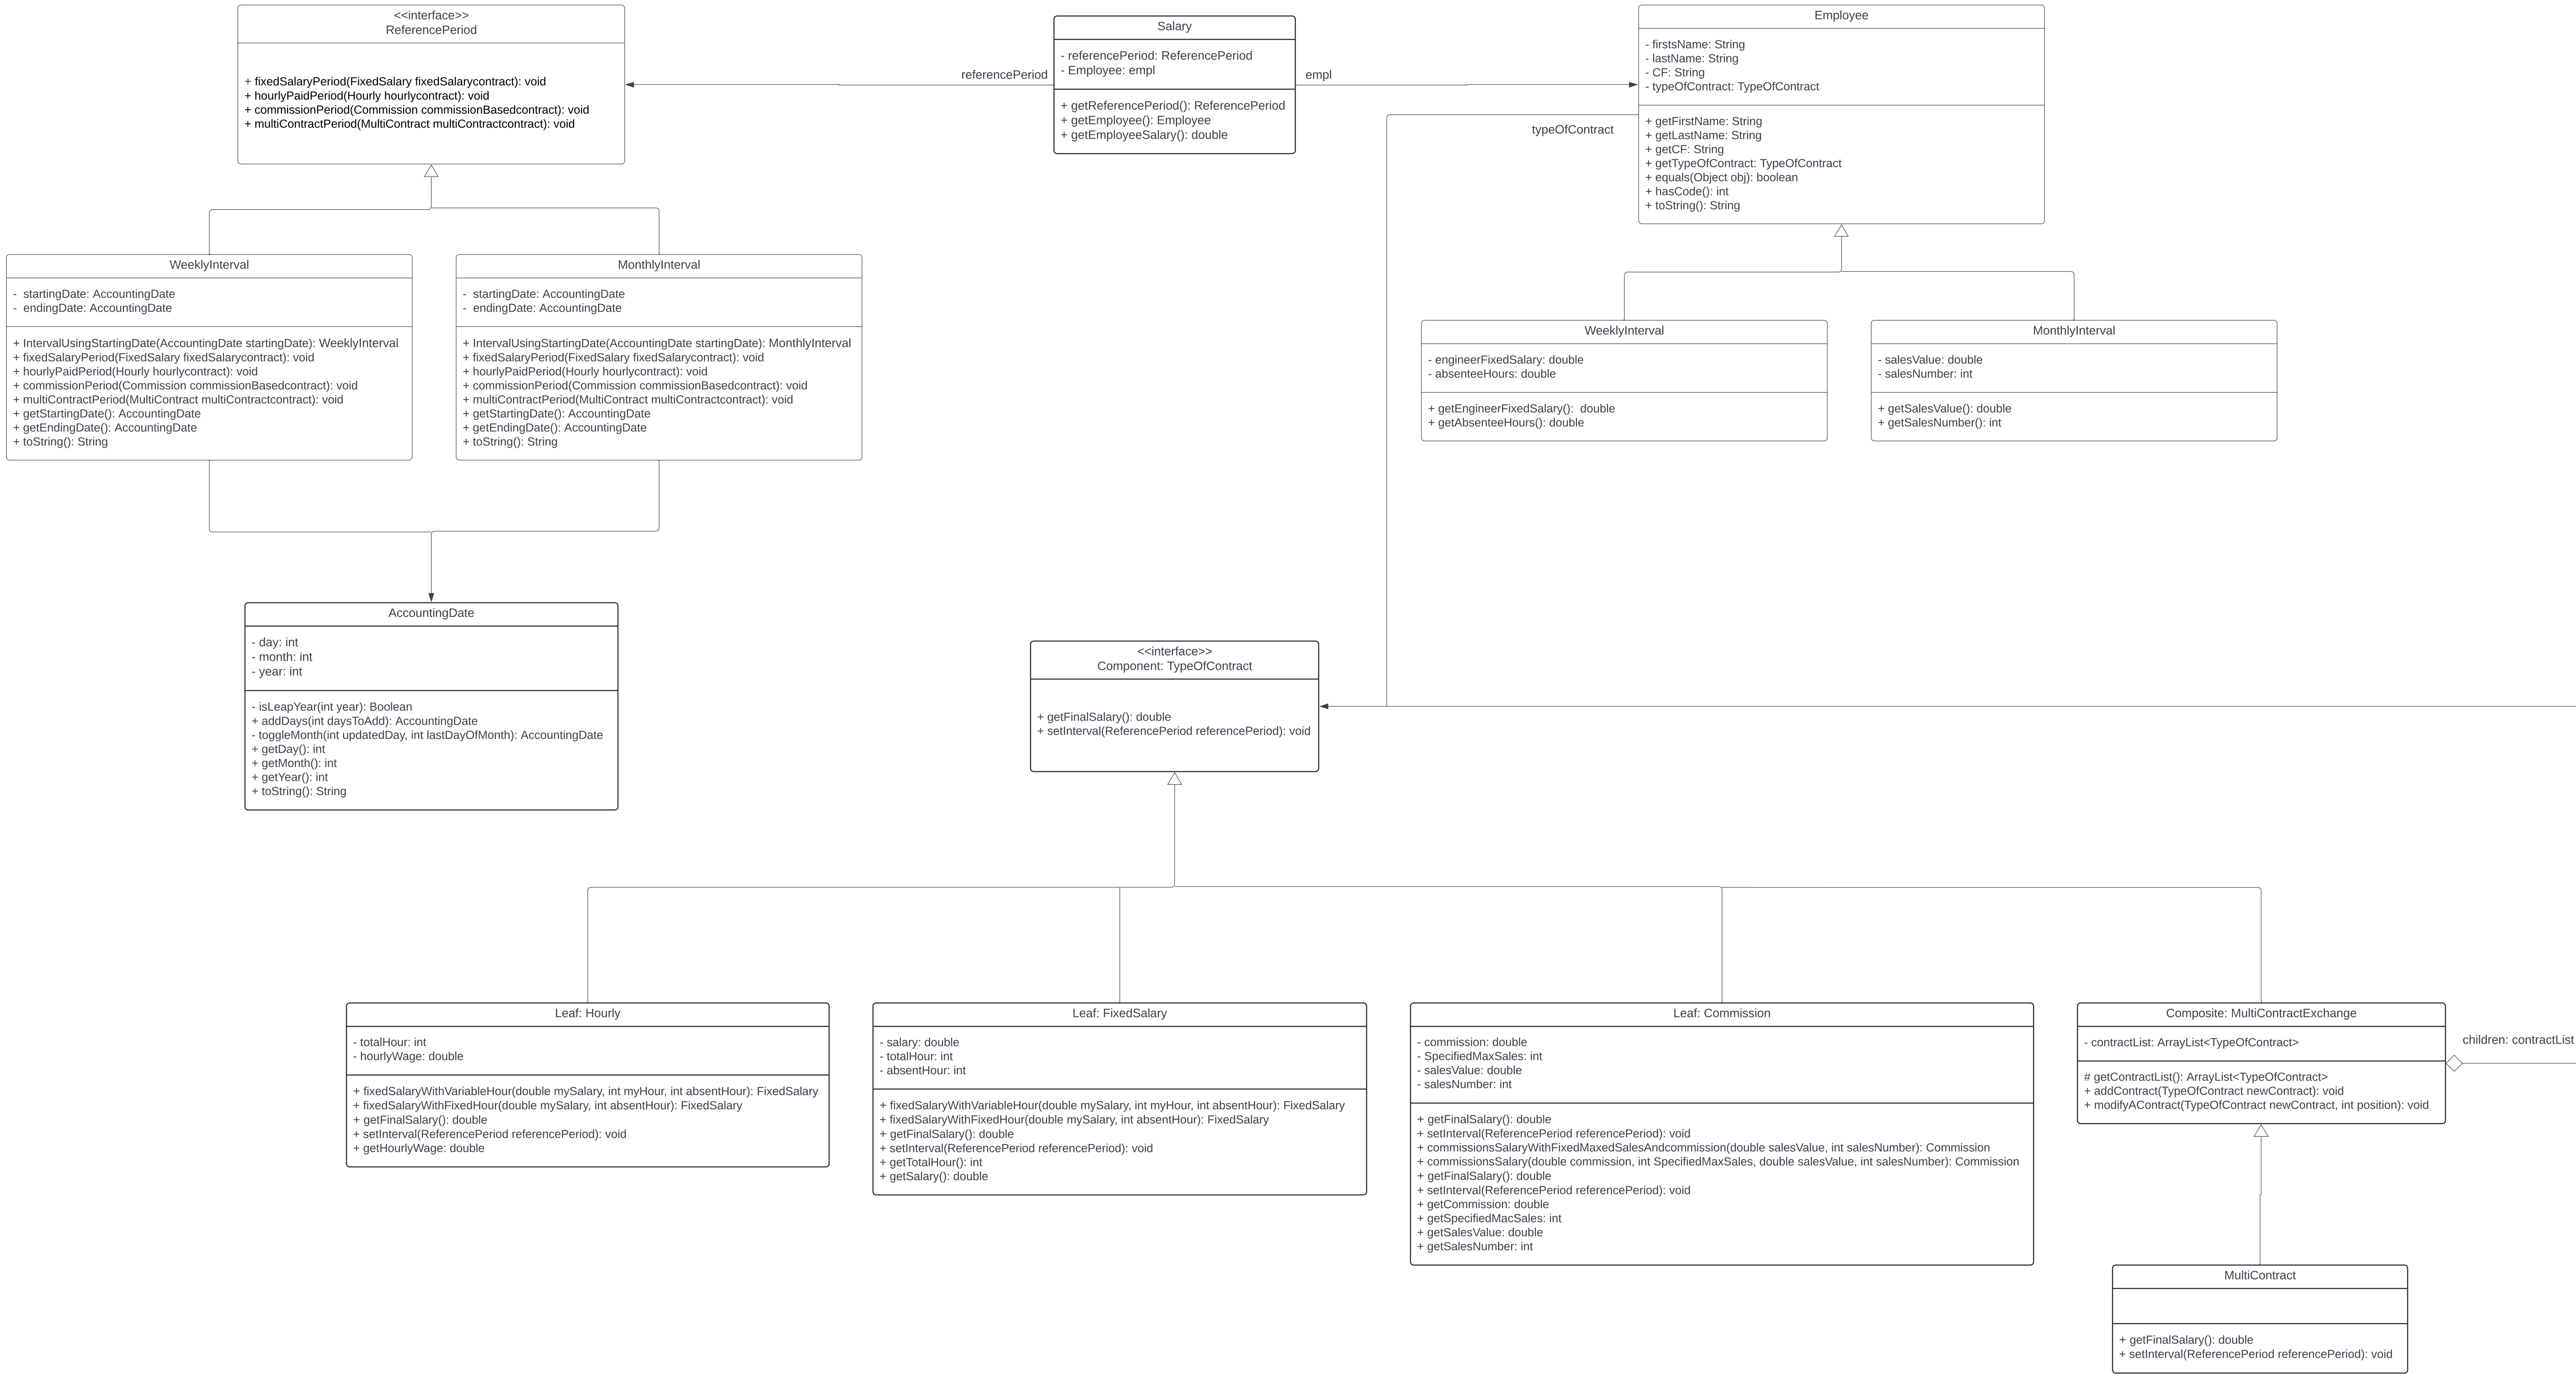 <<interface>>
ReferencePeriod
+ fixedSalaryPeriod(FixedSalary fixedSalarycontract): void
+ hourlyPaidPeriod(Hourly hourlycontract): void
+ commissionPeriod(Commission commissionBasedcontract): void
+ multiContractPeriod(MultiContract multiContractcontract): void
referencePeriod
Salary
- referencePeriod: ReferencePeriod
- Employee: empl
+ getReferencePeriod(): ReferencePeriod
+ getEmployee(): Employee
+ getEmployeeSalary(): double
empl
Employee
- firstsName: String
- lastName: String
- CF: String
- typeOfContract: TypeOfContract
+ getFirstName: String
+ getLastName: String
+ getCF: String
+ getTypeOfContract: TypeOfContract
+ equals(Object obj): boolean
+ hasCode(): int
+ toString(): String
typeOfContract
WeeklyInterval
- startingDate: AccountingDate
- endingDate: AccountingDate
+ IntervalUsingStartingDate(AccountingDate startingDate): WeeklyInterval
+ fixedSalaryPeriod(FixedSalary fixedSalarycontract): void
+ hourlyPaidPeriod(Hourly hourlycontract): void
+ commissionPeriod(Commission commissionBasedcontract): void
+ multiContractPeriod(MultiContract multiContractcontract): void
+ getStartingDate(): AccountingDate
+ getEndingDate(): AccountingDate
+ toString(): String
MonthlyInterval
- startingDate: AccountingDate
- endingDate: AccountingDate
+ IntervalUsingStartingDate(AccountingDate startingDate): MonthlyInterval
+ fixedSalaryPeriod(FixedSalary fixedSalarycontract): void
+ hourlyPaidPeriod(Hourly hourlycontract): void
+ commissionPeriod(Commission commissionBasedcontract): void
+ multiContractPeriod(MultiContract multiContractcontract): void
+ getStartingDate(): AccountingDate
+ getEndingDate(): AccountingDate
+ toString(): String
WeeklyInterval
- engineerFixedSalary: double
- absenteeHours: double
+ getEngineerFixedSalary(): double
+ getAbsenteeHours(): double
MonthlyInterval
- salesValue: double
- salesNumber: int
+ getSalesValue(): double
+ getSalesNumber(): int
AccountingDate
- day: int
- month: int
- year: int
- isLeapYear(int year): Boolean
+ addDays(int daysToAdd): AccountingDate
- toggleMonth(int updatedDay, int lastDayOfMonth): AccountingDate
+ getDay(): int
+ getMonth(): int
+ getYear(): int
+ toString(): String
<<interface>>
Component: TypeOfContract
+ getFinalSalary(): double
+ setInterval(ReferencePeriod referencePeriod): void
Leaf: Hourly
- totalHour: int
- hourlyWage: double
+ fixedSalaryWithVariableHour(double mySalary, int myHour, int absentHour): FixedSalary
+ fixedSalaryWithFixedHour(double mySalary, int absentHour): FixedSalary
+ getFinalSalary(): double
+ setInterval(ReferencePeriod referencePeriod): void
+ getHourlyWage: double
Leaf: FixedSalary
- salary: double
- totalHour: int
- absentHour: int
+ fixedSalaryWithVariableHour(double mySalary, int myHour, int absentHour): FixedSalary
+ fixedSalaryWithFixedHour(double mySalary, int absentHour): FixedSalary
+ getFinalSalary(): double
+ setInterval(ReferencePeriod referencePeriod): void
+ getTotalHour(): int
+ getSalary(): double
Leaf: Commission
- commission: double
- SpecifiedMaxSales: int
- salesValue: double
- salesNumber: int
+ getFinalSalary(): double
+ setInterval(ReferencePeriod referencePeriod): void
+ commissionsSalaryWithFixedMaxedSalesAndcommission(double salesValue, int salesNumber): Commission
+ commissionsSalary(double commission, int SpecifiedMaxSales, double salesValue, int salesNumber): Commission
+ getFinalSalary(): double
+ setInterval(ReferencePeriod referencePeriod): void
+ getCommission: double
+ getSpecifiedMacSales: int
+ getSalesValue: double
+ getSalesNumber: int
Composite: MultiContractExchange
- contractList: ArrayList<TypeOfContract>
# getContractList(): ArrayList<TypeOfContract>
+ addContract(TypeOfContract newContract): void
+ modifyAContract(TypeOfContract newContract, int position): void
children: contractList
MultiContract
+ getFinalSalary(): double
+ setInterval(ReferencePeriod referencePeriod): void